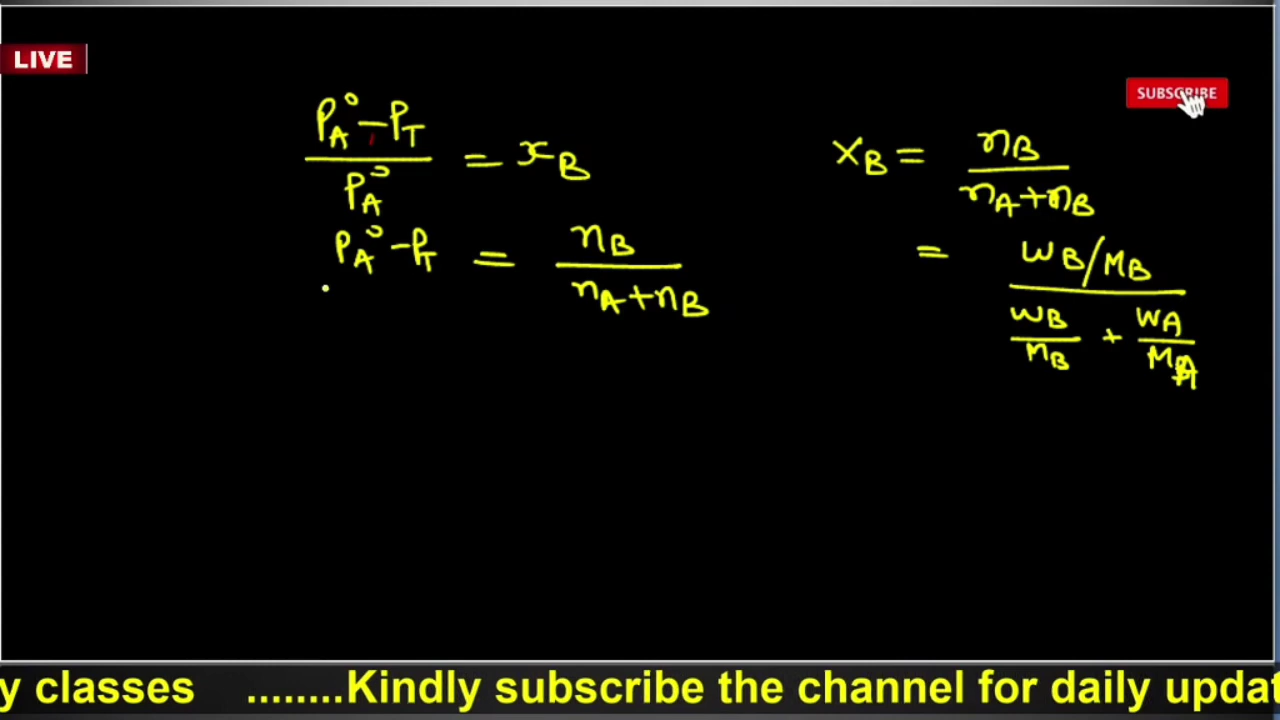 LIVE
SUBSCRIBE
P_A° - P_T / P_A° = x_B
P_A° - P_T = n_B / n_A + n_B
X_B = n_B / n_A + n_B
= W_B/M_B / W_B/M_B + W_A/M_A
y classes ........Kindly subscribe the channel for daily updat